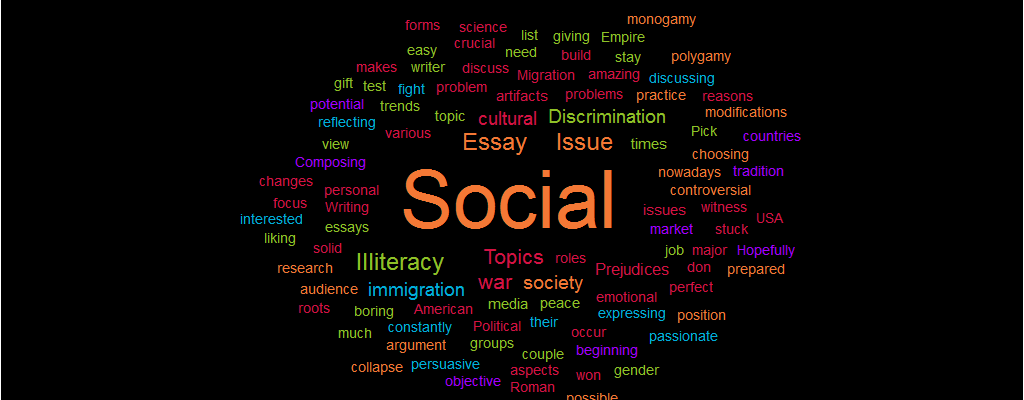 monogamy
forms science list giving Empire
easy crucial need build stay polygamy
makes writer discuss Migration amazing discussing
gift test fight problem artifacts problems practice reasons
potential trends topic cultural Discrimination modifications
reflecting various Essay Issue times Pick countries
view choosing
Composing nowadays tradition
changes personal Social controversial
focus Writing issues witness USA
interested essays market stuck
liking solid job major Hopefully
research Illiteracy Topics roles Prejudices don prepared
audience immigration war society emotional perfect
roots boring American media peace expressing position
much constantly Political their occur passionate
argument groups couple beginning
collapse persuasive aspects won gender
objective Roman possible